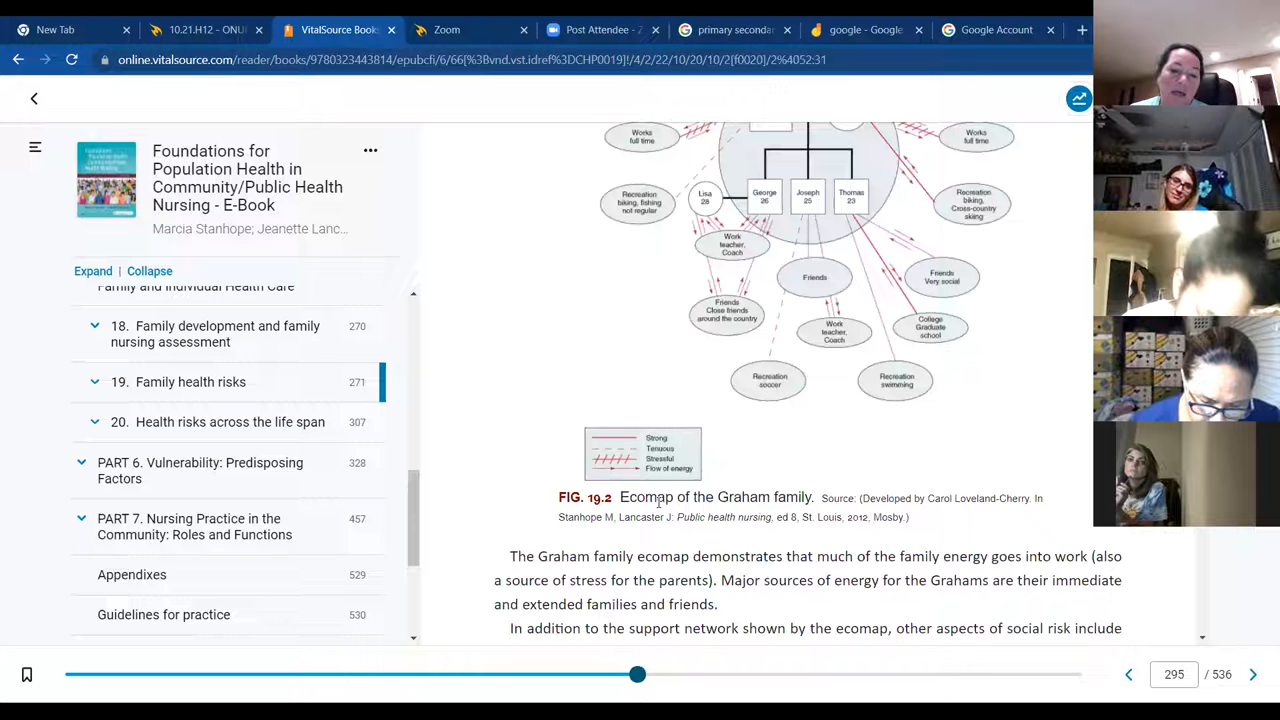 New Tab
10.21.H12 - ONU
VitalSource Book
Zoom
Post Attendee - Z
primary seconda
google - Google
Google Account
online.vitalsource.com/reader/books/9780323443814/epubcfi/6/66[%3Bvnd.vst.idref%3DCHP0019]!/4/2/22/10/20/10/2[f0020]/2%4052:31
Foundations for
Population Health in
Community/Public Health
Nursing - E-Book
Marcia Stanhope; Jeanette Lanc...
Expand | Collapse
Family and Individual Health Care
18. Family development and family
nursing assessment
270
19. Family health risks
271
20. Health risks across the life span
307
PART 6. Vulnerability: Predisposing
Factors
328
PART 7. Nursing Practice in the
Community: Roles and Functions
457
Appendixes
529
Guidelines for practice
530
Works
full time
Works
full time
Recreation
biking, fishing
not regular
Lisa
28
George
26
Joseph
25
Thomas
23
Recreation
biking,
Cross-country
skiing
Work
teacher,
Coach
Friends
Friends
Very social
Friends
Close friends
around the country
Work
teacher,
Coach
College
Graduate
school
Recreation
soccer
Recreation
swimming
Strong
Tenuous
Stressful
Flow of energy
FIG. 19.2 Ecomap of the Graham family. Source: (Developed by Carol Loveland-Cherry. In
Stanhope M, Lancaster J: Public health nursing, ed 8, St. Louis, 2012, Mosby.)
The Graham family ecomap demonstrates that much of the family energy goes into work (also
a source of stress for the parents). Major sources of energy for the Grahams are their immediate
and extended families and friends.
In addition to the support network shown by the ecomap, other aspects of social risk include
295 / 536